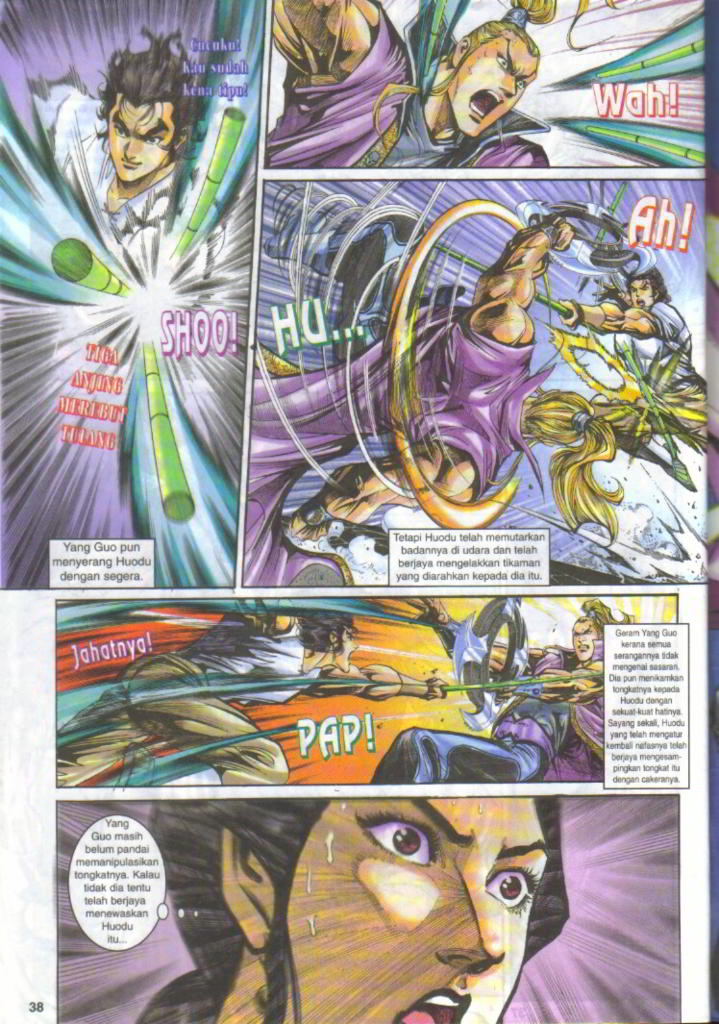 Cucuku!
Kau sudah
kena tipu!
Wah!
SHOO!
TIGA
ANJING
MEREBUT
TULANG
Yang Guo pun
menyerang Huodu
dengan segera.
Ah!
HU...
Tetapi Huodu telah memutarkan
badannya di udara dan telah
berjaya mengelakkan tikaman
yang diarahkan kepada dia itu.
Jahatnya!
PAP!
Geram Yang Guo
kerana semua
serangannya tidak
mengenai sasaran.
Dia pun menikamkan
tongkatnya kepada
Huodu dengan
sekuat-kuat hatinya.
Sayang sekali, Huodu
yang telah mengatur
kembali nafasnya telah
berjaya mengesam-
pingkan tongkat itu
dengan cakeranya.
Yang
Guo masih
belum pandai
memanipulasikan
tongkatnya. Kalau
tidak dia tentu
telah berjaya
menewaskan
Huodu
itu...
38